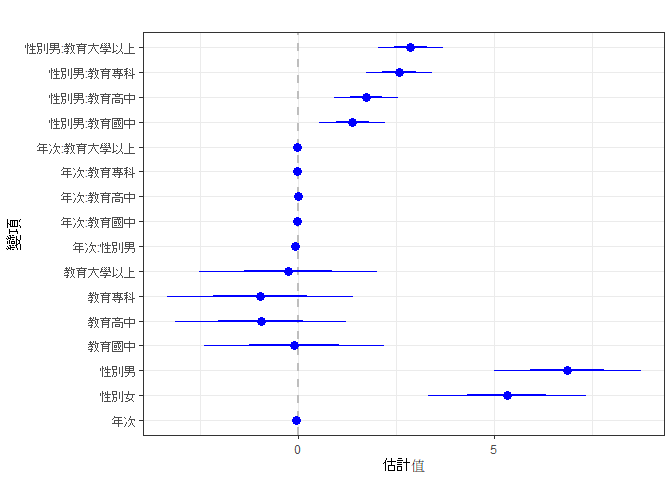 性別男:教育大學以上
性別男:教育專科
性別男:教育高中
性別男:教育國中
年次:教育大學以上
年次:教育專科
年次:教育高中
年次:教育國中
年次:性別男
教育大學以上
教育專科
教育高中
教育國中
性別男
性別女
年次
變項
0
5
估計值